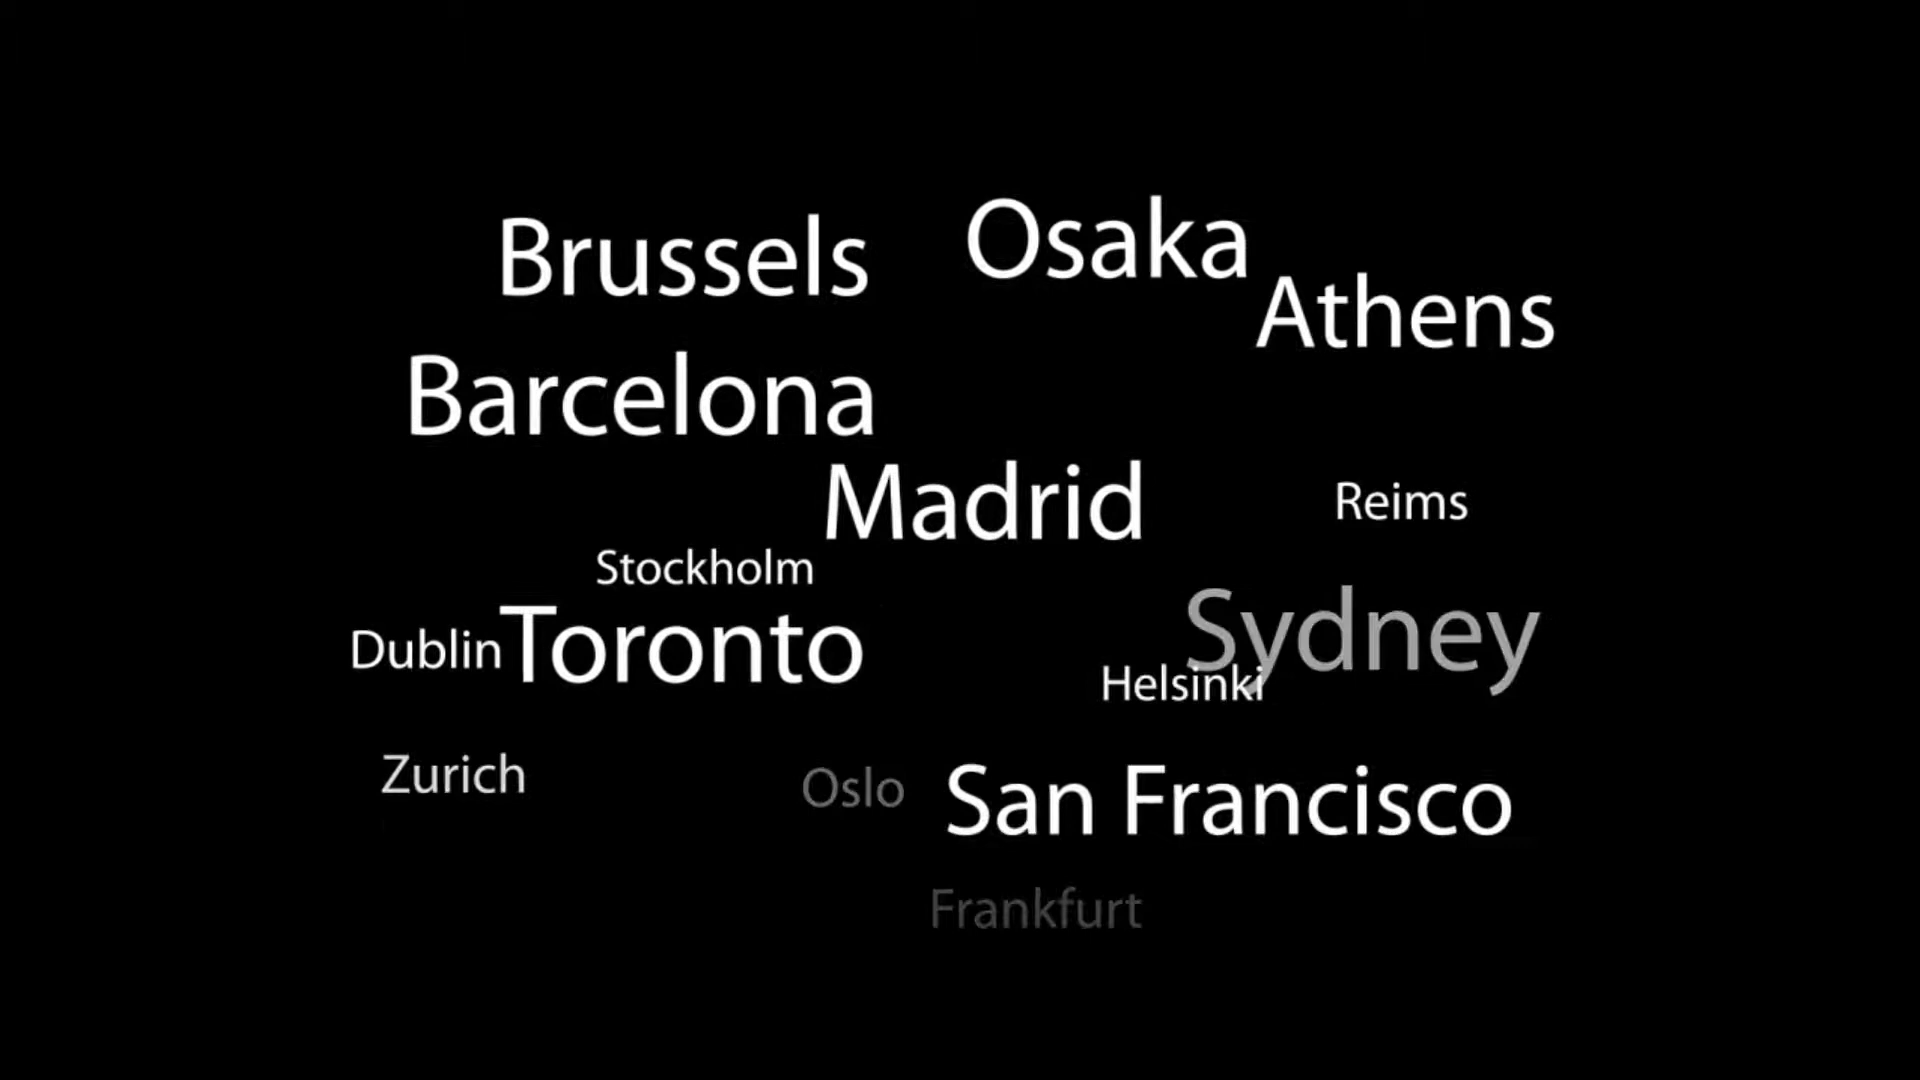 Brussels
Osaka
Athens
Barcelona
Madrid
Reims
Stockholm
Dublin
Toronto
Sydney
Helsinki
Zurich
Oslo
San Francisco
Frankfurt